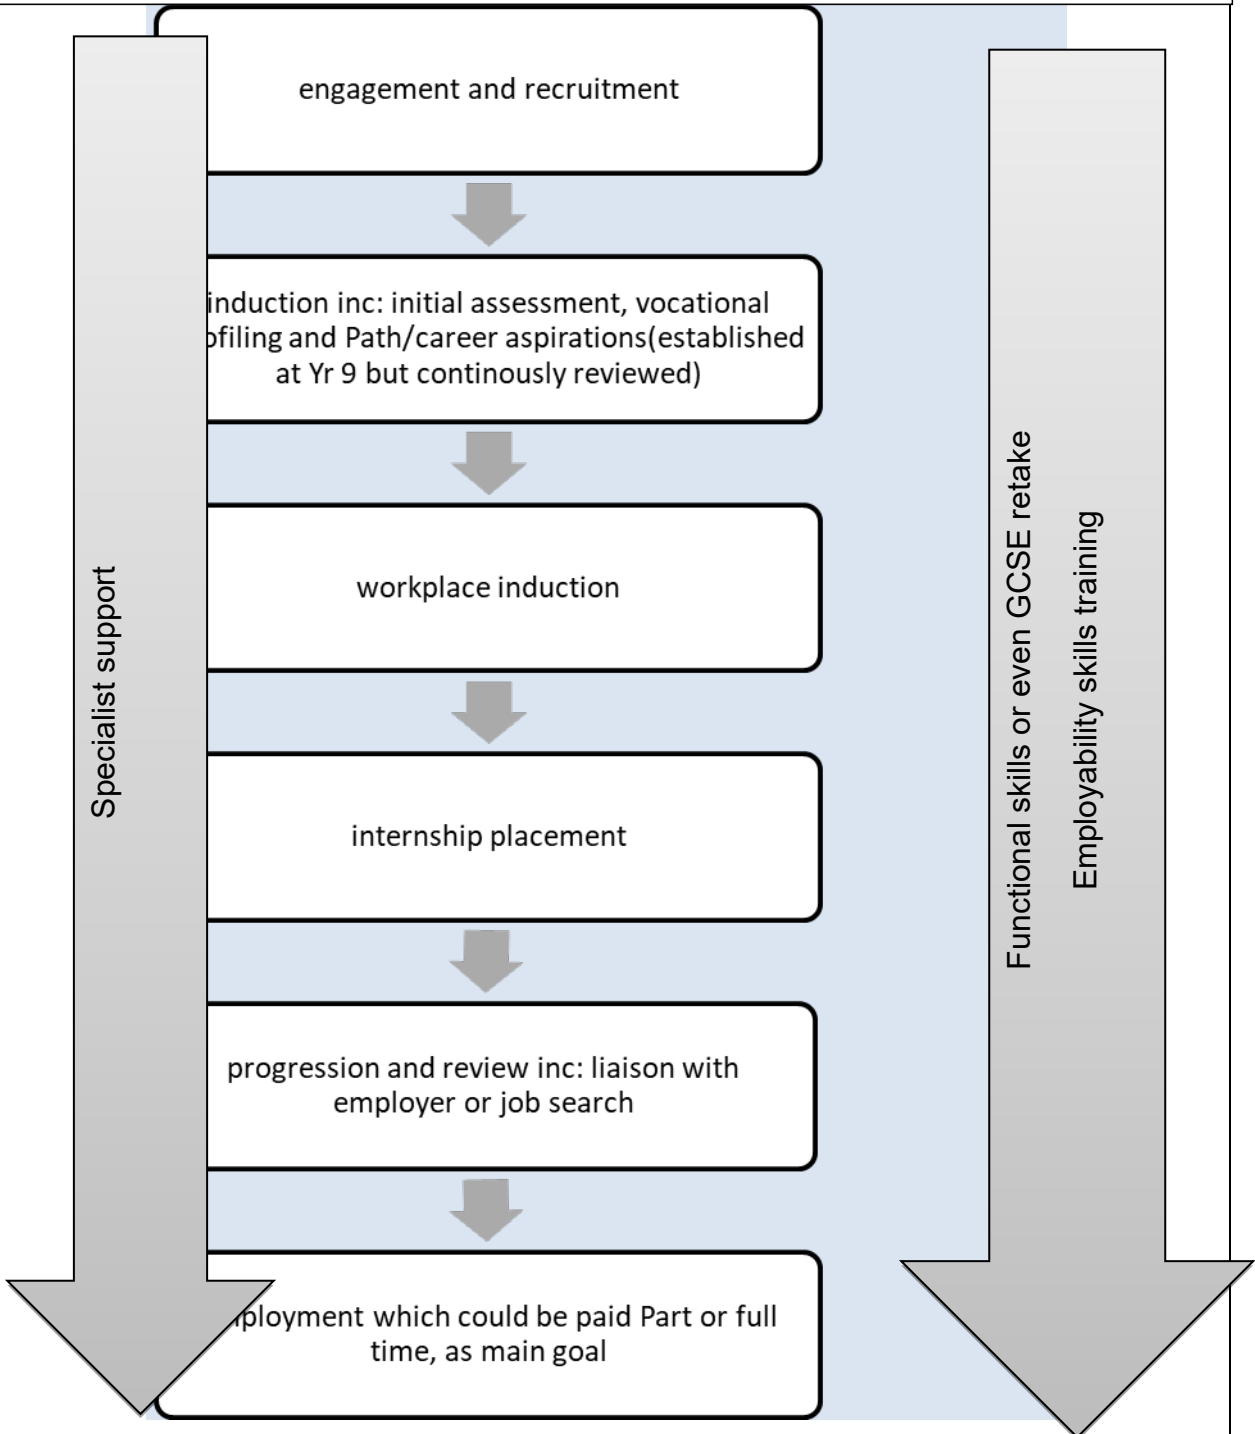 engagement and recruitment
induction inc: initial assessment, vocational
and Path/career aspirations(established
at Yr 9 but continously reviewed)
workplace induction
internship placement
progression and review inc: liaison with
employer or job search
which could be paid Part or full
time, as main goal
Specialist support
Functional skills or even GCSE retake
Employability skills training